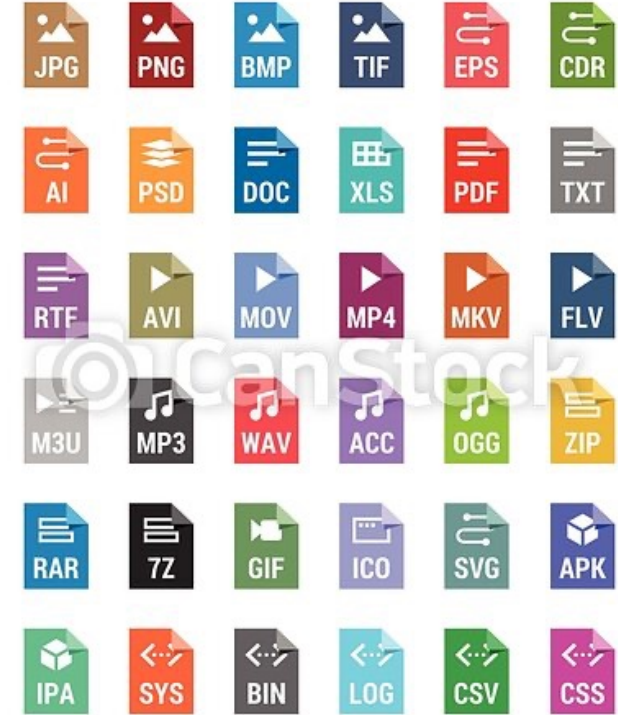 JPG PNG BMP TIF EPS CDR
AI PSD DOC XLS PDF TXT
RTF AVI MOV MP4 MKV FLV
CanStock
M3U MP3 WAV ACC OGG ZIP
RAR 7Z GIF ICO SVG APK
IPA SYS BIN LOG CSV CSS